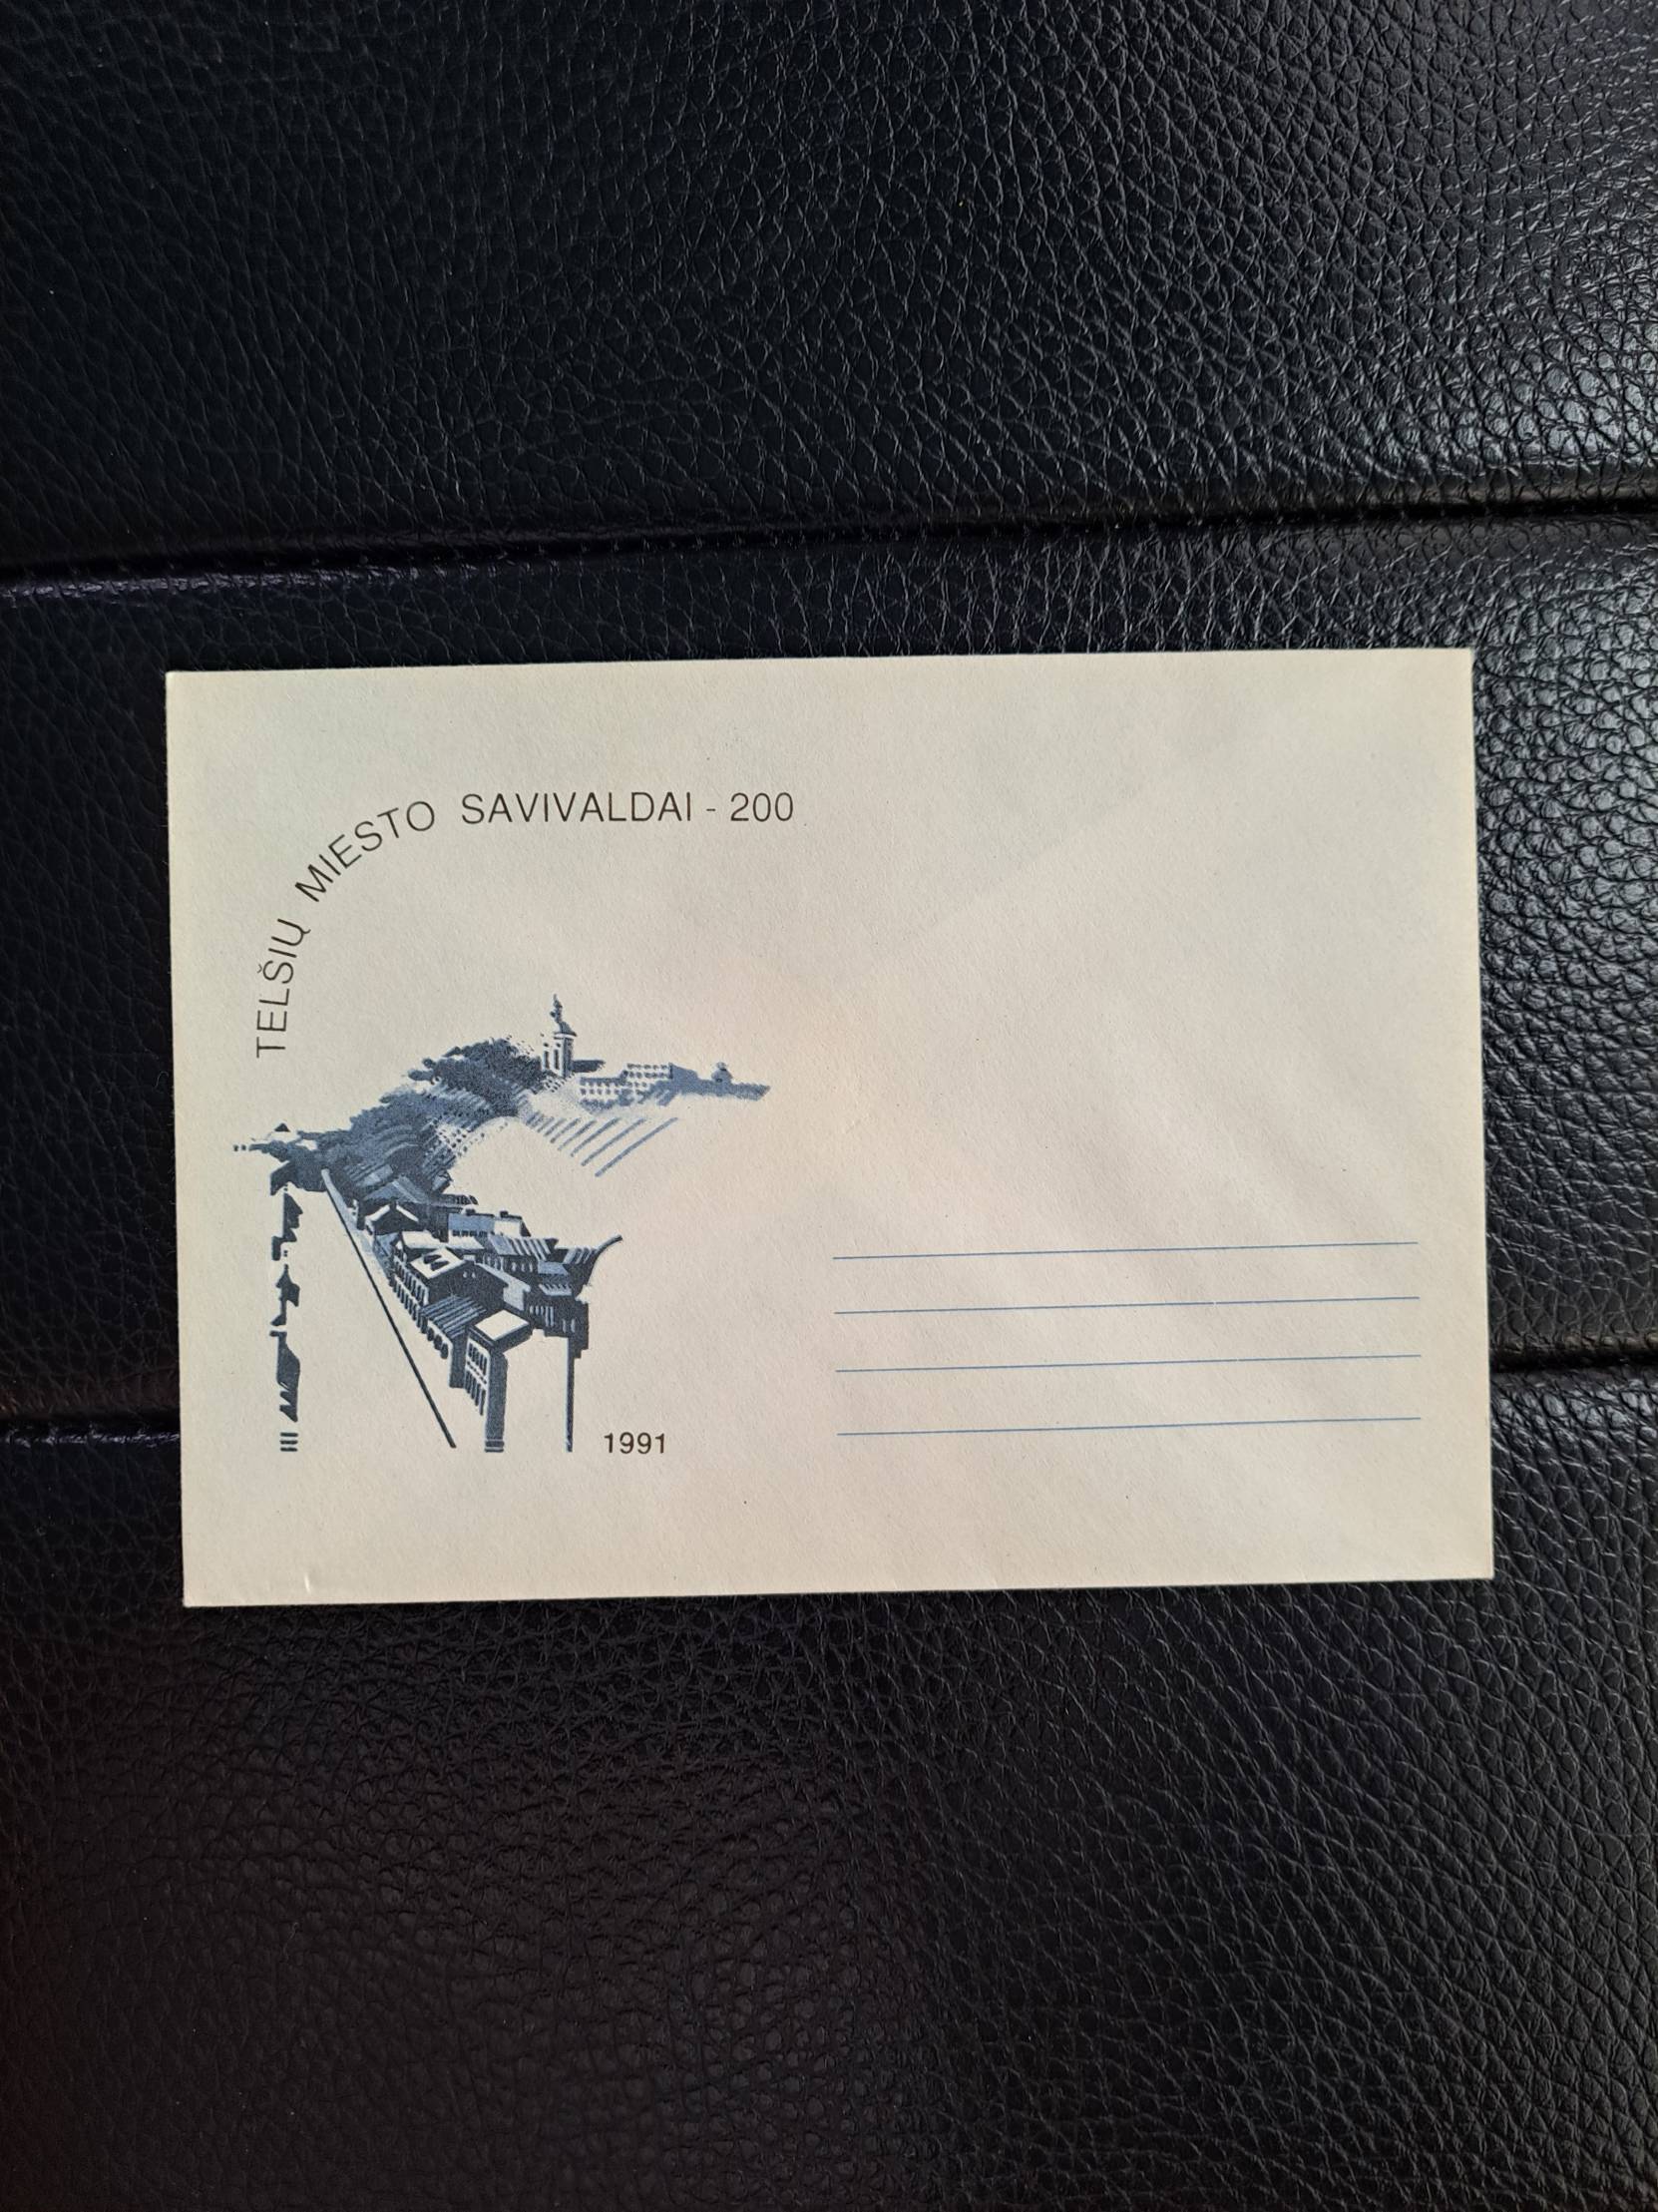 TELŠIŲ MIESTO SAVIVALDAI - 200
1991